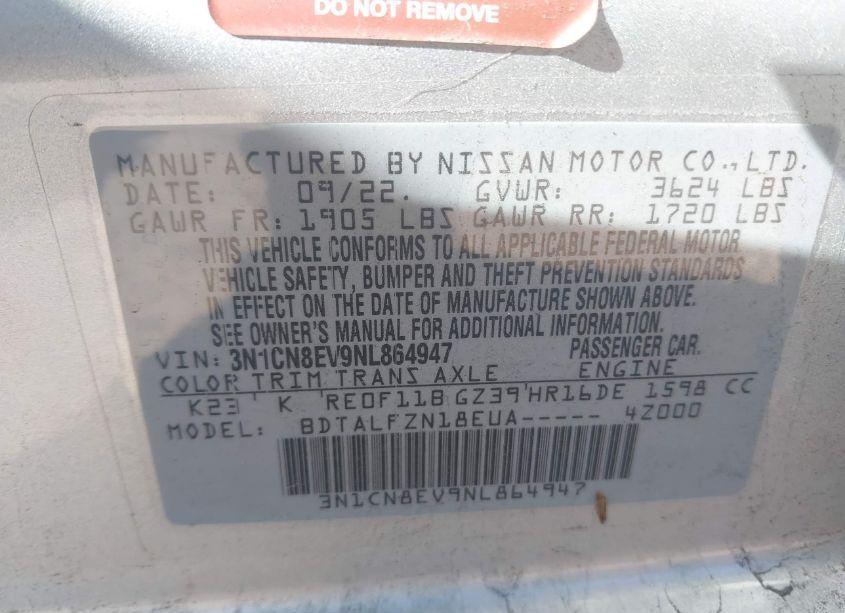 DO NOT REMOVE
MANUFACTURED BY NISSAN MOTOR CO., LTD.
DATE: 09/22. GVWR: 3624 LBS
GAWR FR: 1905 LBS GAWR RR: 1720 LBS
THIS VEHICLE CONFORMS TO ALL APPLICABLE FEDERAL MOTOR
VEHICLE SAFETY, BUMPER AND THEFT PREVENTION STANDARDS
IN EFFECT ON THE DATE OF MANUFACTURE SHOWN ABOVE.
SEE OWNER'S MANUAL FOR ADDITIONAL INFORMATION.
VIN: 3N1CN8EV9NL864947 PASSENGER CAR.
COLOR TRIM TRANS AXLE ENGINE
K23 K RE0F11B GZ39 HR16DE 1598 CC
MODEL: BDTALFZN18EUA----- 4Z000
3N1CN8EV9NL864947